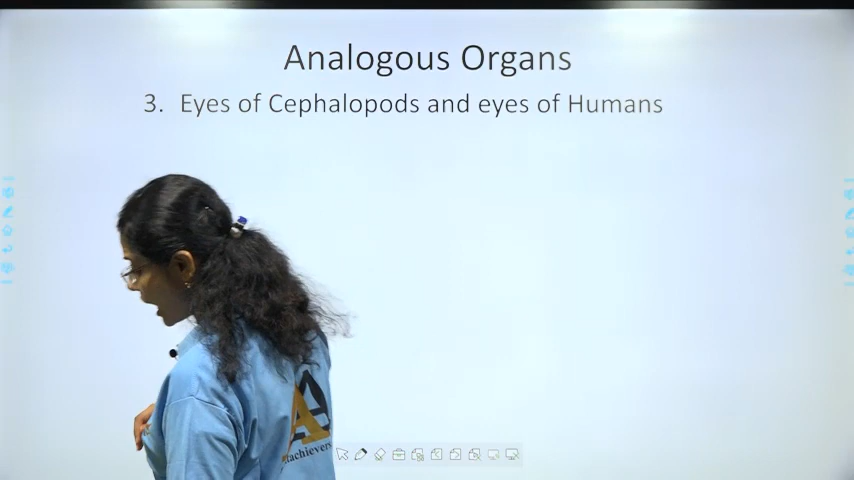 Analogous Organs
3. Eyes of Cephalopods and eyes of Humans